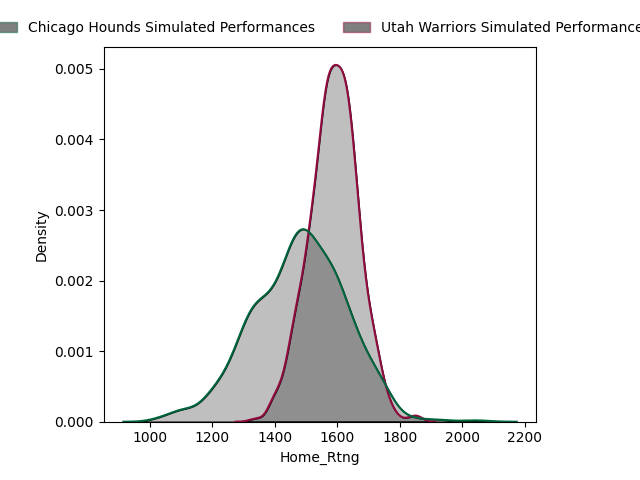 Chicago Hounds Simulated Performances Utah Warriors Simulated Performance
0.005
0.004
0.003
0.002
0.001
0.000
Density
1000 1200 1400 1600 1800 2000 2200
Home_Rtng